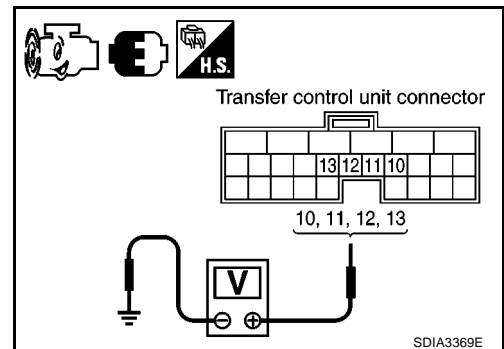 H.S.
Transfer control unit connector
13 12 11 10
10, 11, 12, 13
V
SDIA3369E